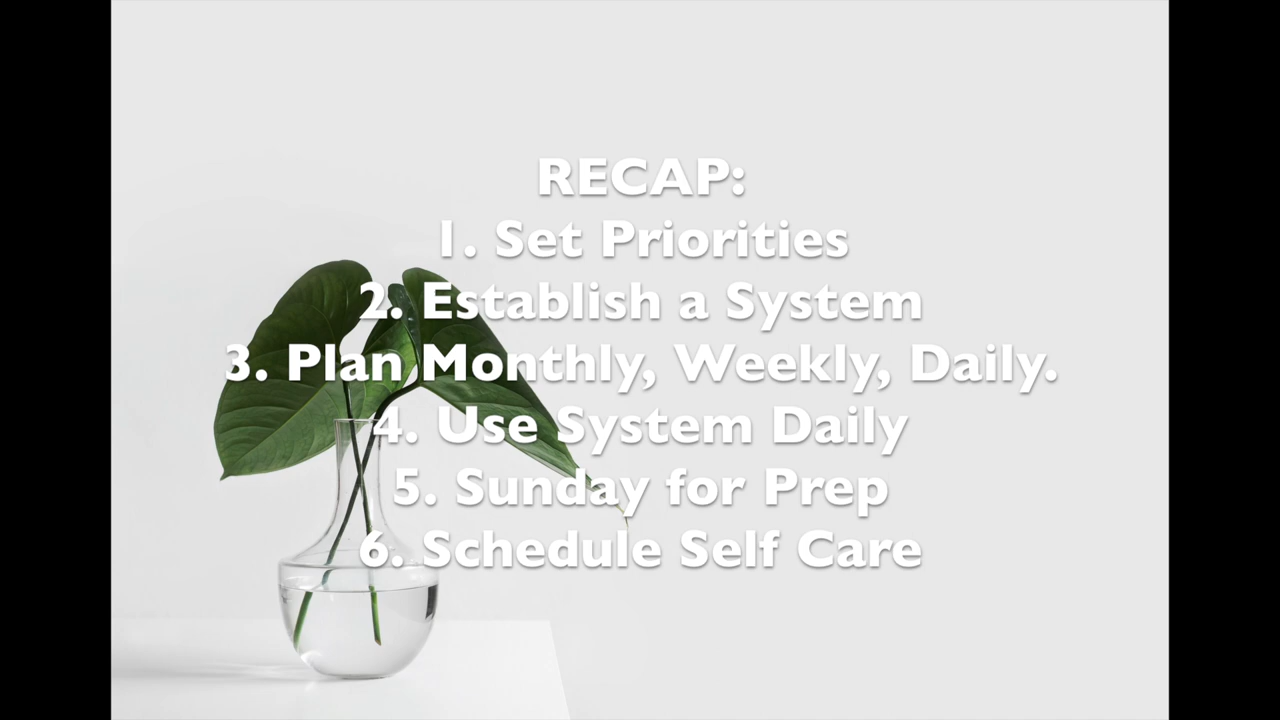 RECAP:
1. Set Priorities
2. Establish a System
3. Plan Monthly, Weekly, Daily.
4. Use System Daily
5. Sunday for Prep
6. Schedule Self Care